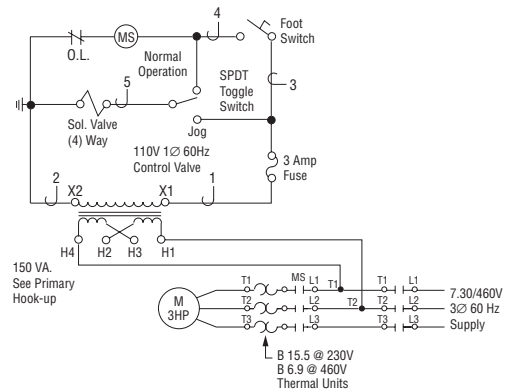 4
Foot
Switch
MS
O.L.
Normal
Operation
SPDT
Toggle
Switch
5
3
Sol. Valve
(4) Way
Jog
110V 1Ø 60Hz
Control Valve
3 Amp
Fuse
2
X2
X1
1
H4
H2
H3
H1
150 VA.
See Primary
Hook-up
M
3HP
T1
MS
L1
T1
T1
L1
T2
L2
T2
T2
L2
T3
L3
T3
L3
7.30/460V
3Ø 60 Hz
Supply
B 15.5 @ 230V
B 6.9 @ 460V
Thermal Units